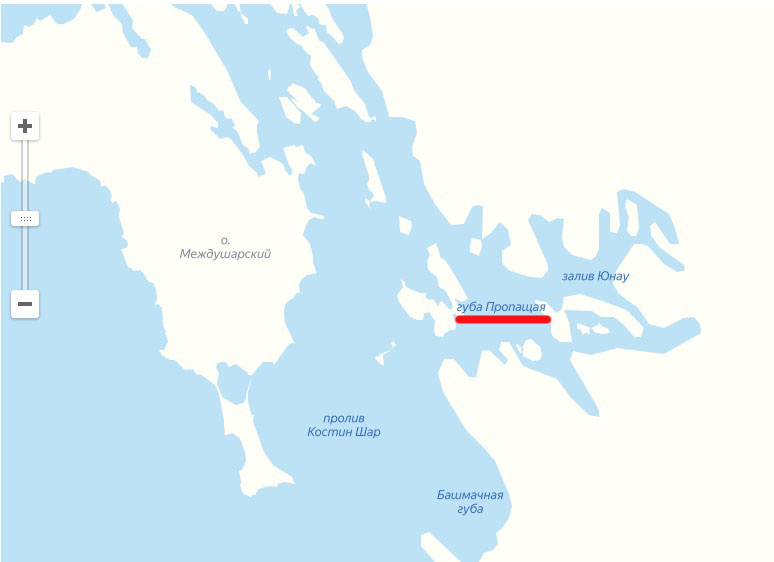 о.
Междушарский
залив Юнау
губа Пропащая
пролив
Костин Шар
Башмачная
губа